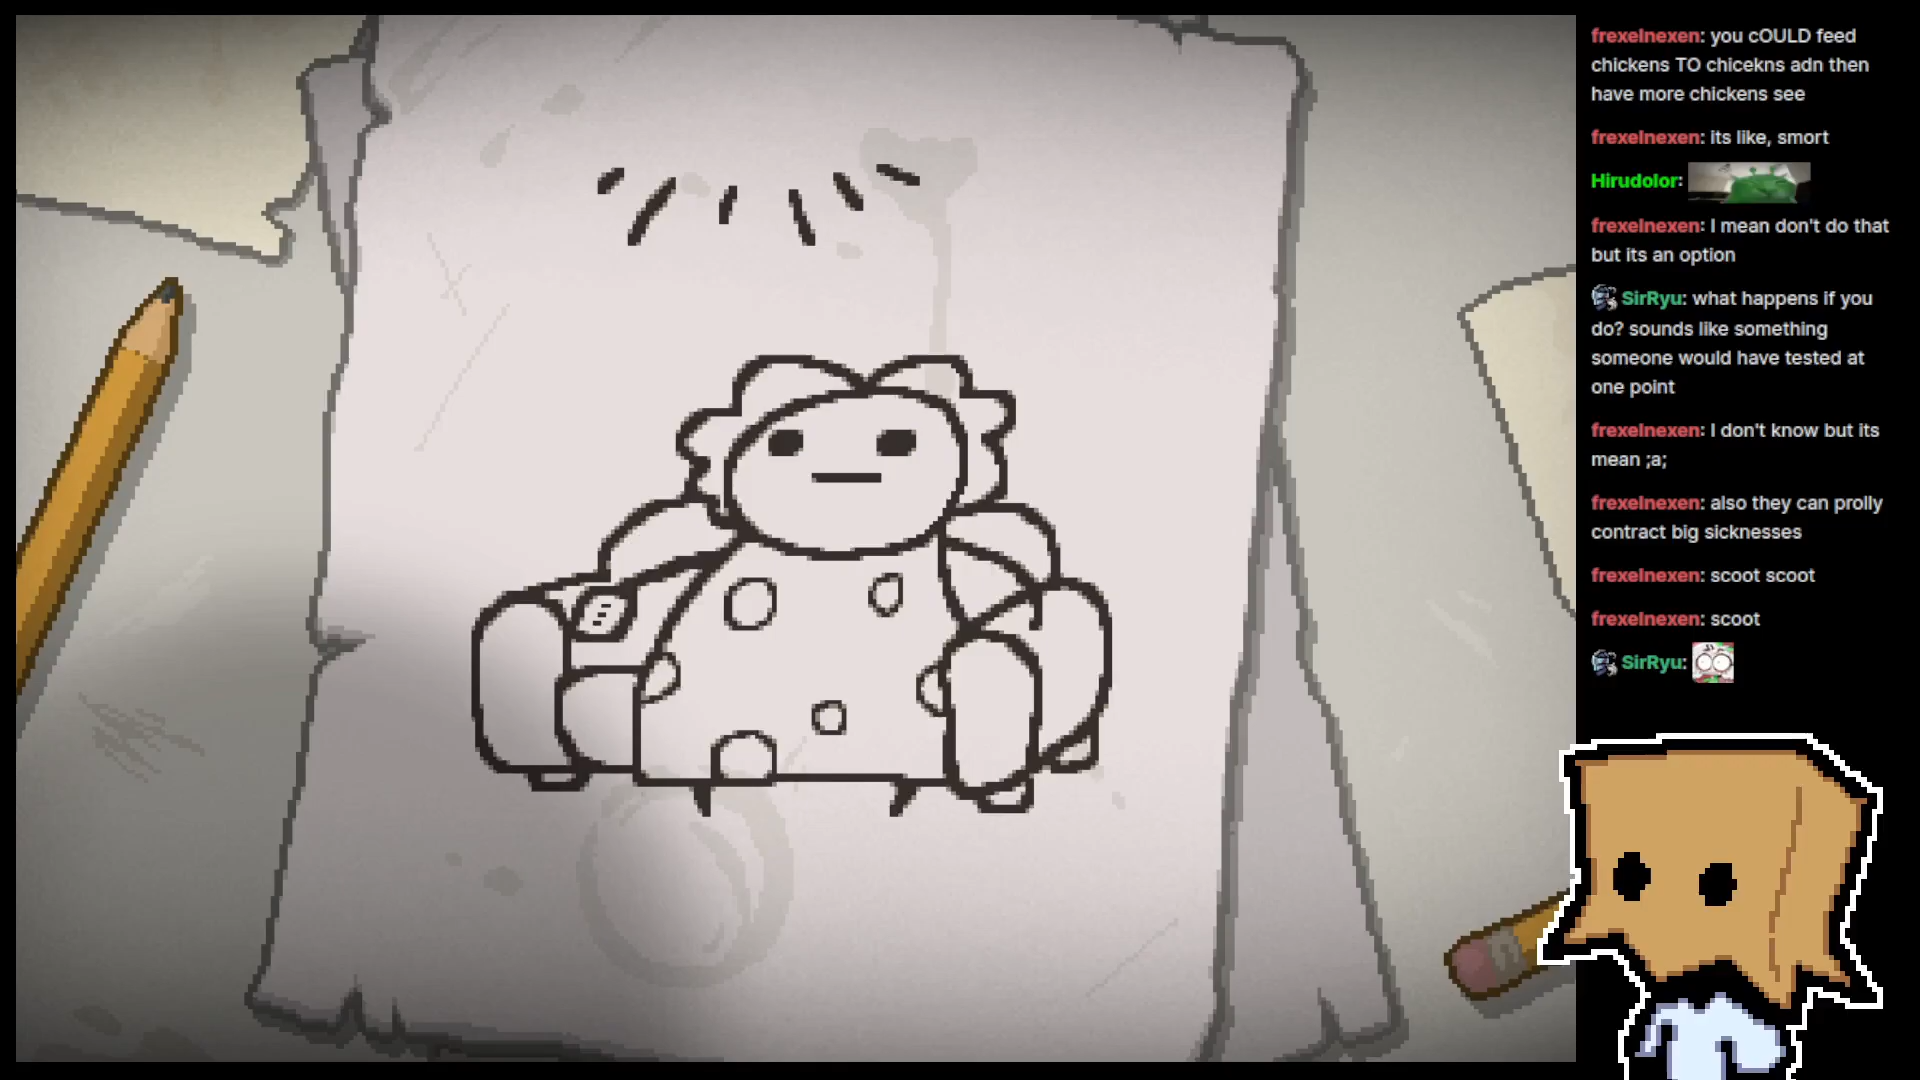 frexelnexen: you cOULD feed
chickens TO chicekns adn then
have more chickens see
frexelnexen: its like, smort
Hirudolor:
frexelnexen: I mean don't do that
but its an option
SirRyu: what happens if you
do? sounds like something
someone would have tested at
one point
frexelnexen: I don't know but its
mean ;a;
frexelnexen: also they can prolly
contract big sicknesses
frexelnexen: scoot scoot
frexelnexen: scoot
SirRyu: